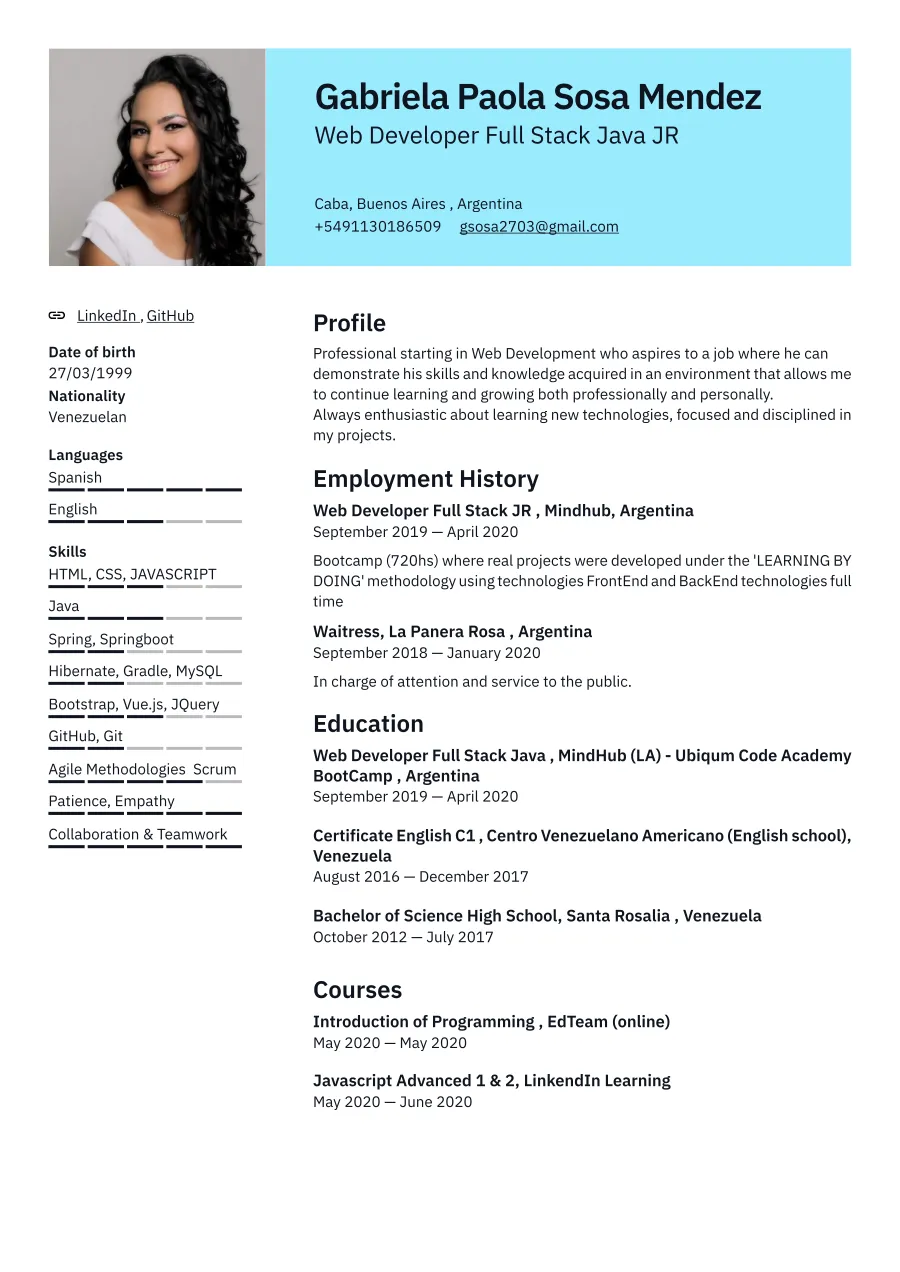 Gabriela Paola Sosa Mendez
Web Developer Full Stack Java JR
Caba, Buenos Aires , Argentina
+5491130186509 gsosa2703@gmail.com
LinkedIn , GitHub
Date of birth
27/03/1999
Nationality
Venezuelan
Languages
Spanish
English
Skills
HTML, CSS, JAVASCRIPT
Java
Spring, Springboot
Hibernate, Gradle, MySQL
Bootstrap, Vue.js, JQuery
GitHub, Git
Agile Methodologies Scrum
Patience, Empathy
Collaboration & Teamwork
Profile
Professional starting in Web Development who aspires to a job where he can
demonstrate his skills and knowledge acquired in an environment that allows me
to continue learning and growing both professionally and personally.
Always enthusiastic about learning new technologies, focused and disciplined in
my projects.
Employment History
Web Developer Full Stack JR , Mindhub, Argentina
September 2019 — April 2020
Bootcamp (720hs) where real projects were developed under the 'LEARNING BY
DOING' methodology using technologies FrontEnd and BackEnd technologies full
time
Waitress, La Panera Rosa , Argentina
September 2018 — January 2020
In charge of attention and service to the public.
Education
Web Developer Full Stack Java , MindHub (LA) - Ubiqum Code Academy
BootCamp , Argentina
September 2019 — April 2020
Certificate English C1 , Centro Venezuelano Americano (English school),
Venezuela
August 2016 — December 2017
Bachelor of Science High School, Santa Rosalia , Venezuela
October 2012 — July 2017
Courses
Introduction of Programming , EdTeam (online)
May 2020 — May 2020
Javascript Advanced 1 & 2, LinkendIn Learning
May 2020 — June 2020